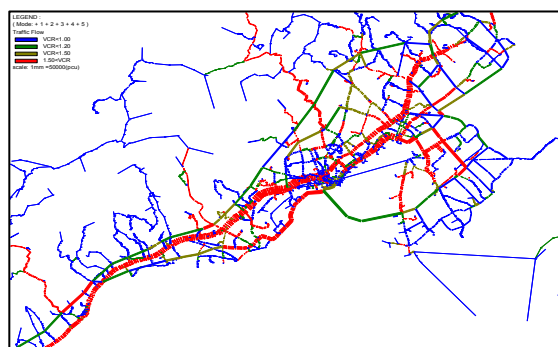 LEGEND :
( Mode: + 1 + 2 + 3 + 4 + 5 )
Traffic Flow
VCR<1.00
VCR<1.20
VCR<1.50
1.50<VCR
scale: 1mm =50000(pcu)